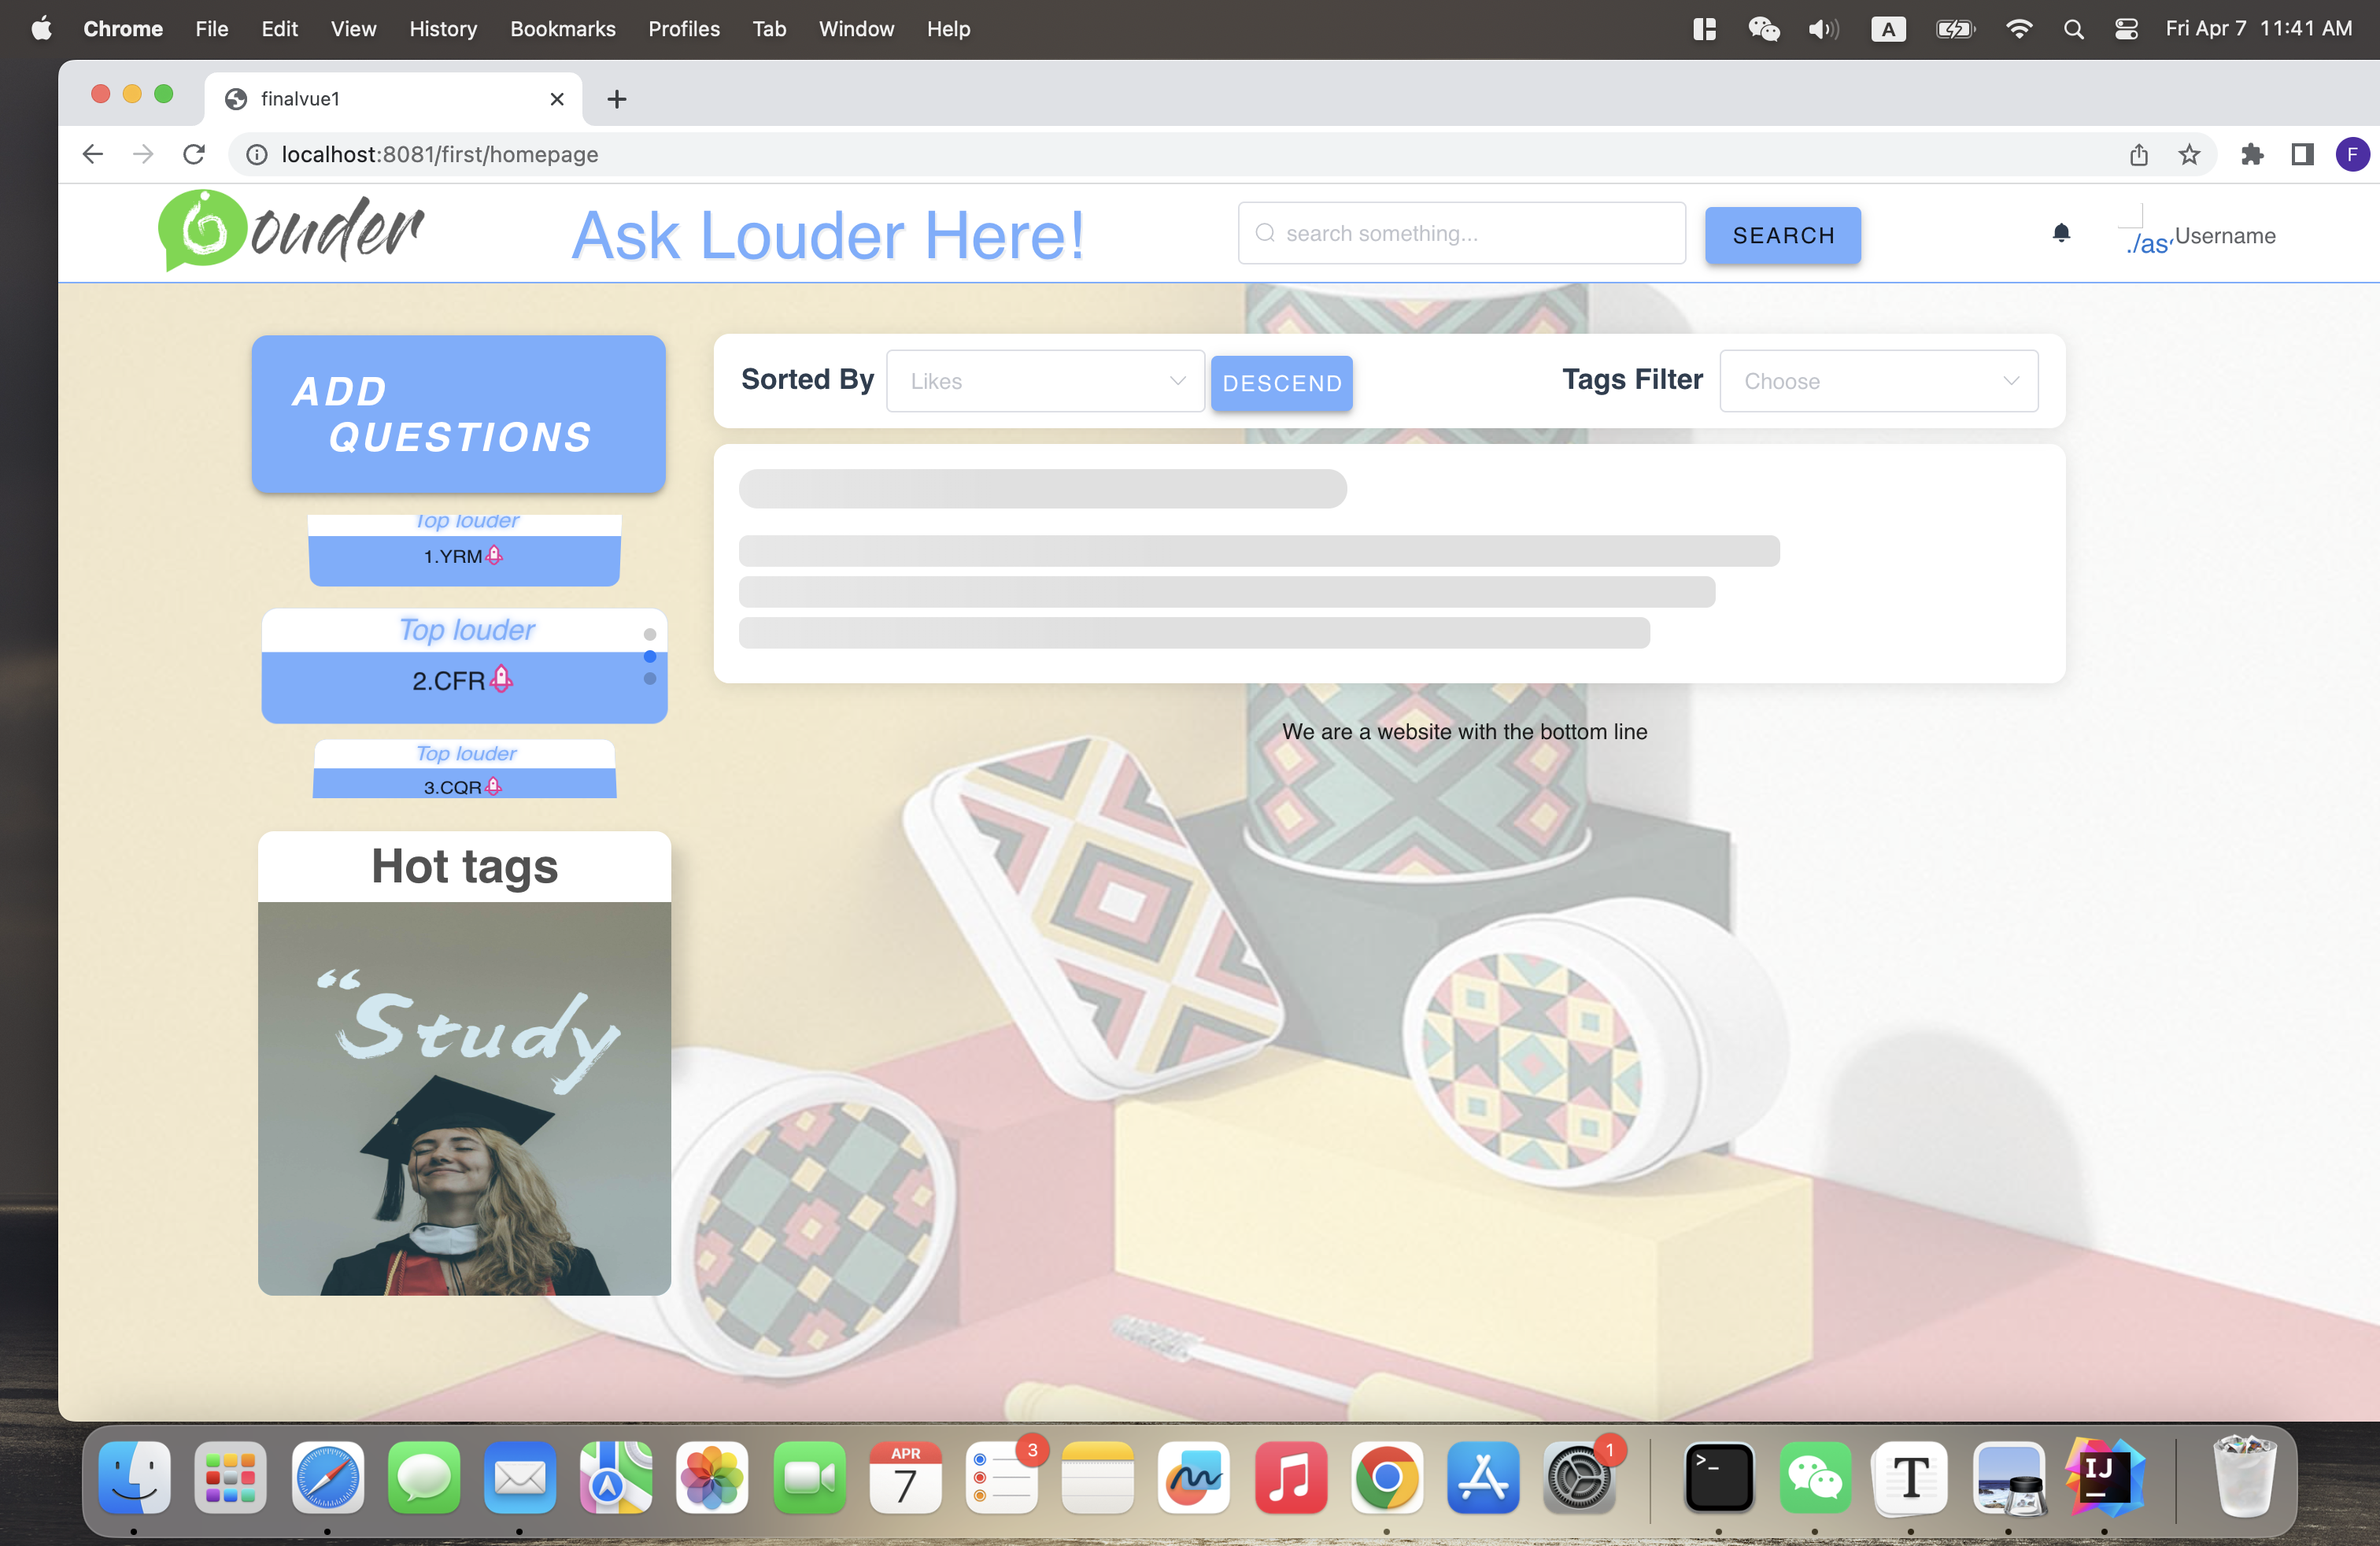 Chrome File Edit View History Bookmarks Profiles Tab Window Help A Fri Apr 7 11:41 AM
finalvue1
localhost:8081/first/homepage F
ouder
Ask Louder Here!
search something...
SEARCH
./as
Username
ADD
QUESTIONS
Sorted By Likes DESCEND Tags Filter Choose
Top louder
1.YRM
Top louder
2.CFR
Top louder
3.CQR
We are a website with the bottom line
Hot tags
“Study
APR
7
3
1
>_
T
IJ